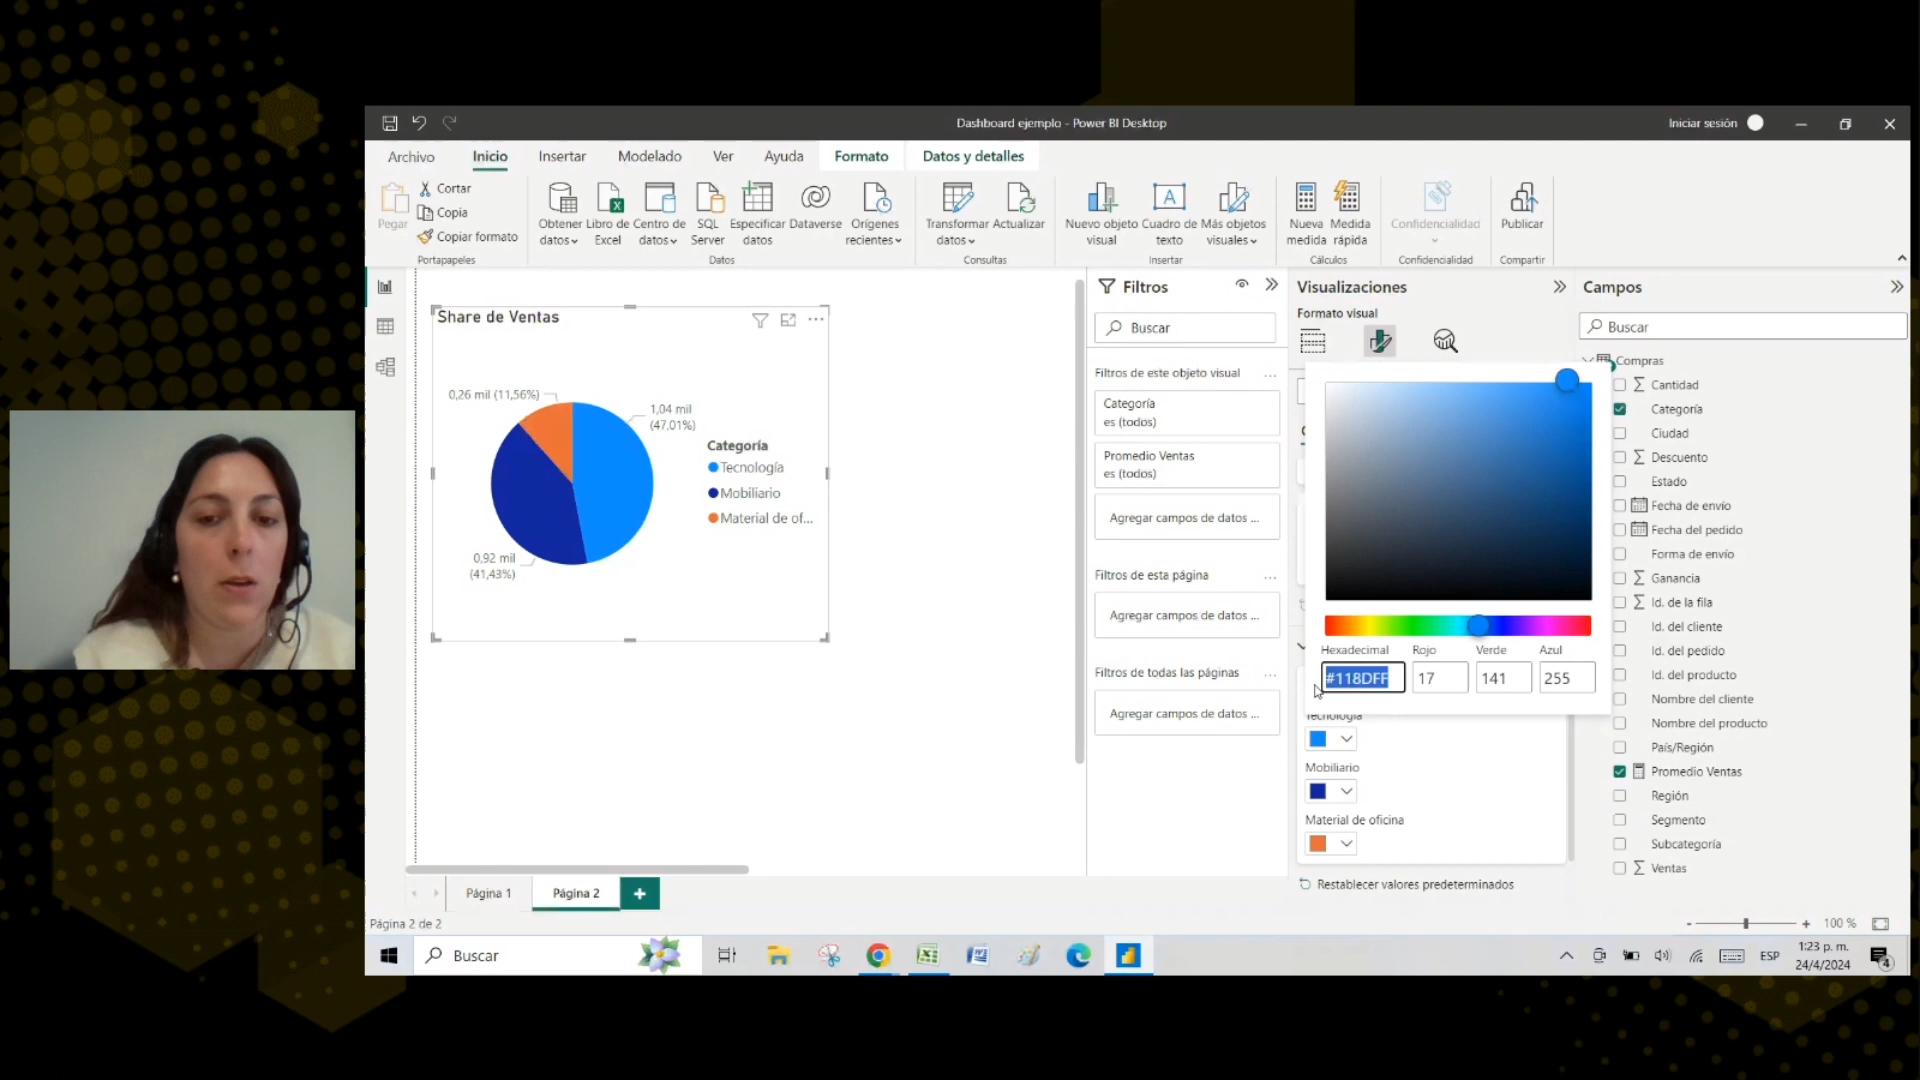 Dashboard ejemplo - Power BI Desktop
Iniciar sesión
Archivo
Inicio
Insertar
Modelado
Ver
Ayuda
Formato
Datos y detalles
Pegar
Cortar
Copia
Copiar formato
Portapapeles
Obtener datos
Libro de Excel
Centro de datos
SQL Server
Especificar datos
Dataverse
Orígenes recientes
Datos
Transformar datos
Actualizar
Consultas
Nuevo objeto visual
Cuadro de texto
Más objetos visuales
Insertar
Nueva medida
Medida rápida
Cálculos
Confidencialidad
Confidencialidad
Publicar
Compartir
Share de Ventas
0,26 mil (11,56%)
1,04 mil
(47,01%)
0,92 mil
(41,43%)
Categoría
Tecnología
Mobiliario
Material de of...
Filtros
Buscar
Filtros de este objeto visual
...
Categoría
es (todos)
Promedio Ventas
es (todos)
Agregar campos de datos ...
Filtros de esta página
...
Agregar campos de datos ...
Filtros de todas las páginas
...
Agregar campos de datos ...
Visualizaciones
Formato visual
Hexadecimal
Rojo
Verde
Azul
#118DFF
17
141
255
Tecnología
Mobiliario
Material de oficina
Restablecer valores predeterminados
Campos
Buscar
Compras
Cantidad
Categoría
Ciudad
Descuento
Estado
Fecha de envío
Fecha del pedido
Forma de envío
Ganancia
Id. de la fila
Id. del cliente
Id. del pedido
Id. del producto
Nombre del cliente
Nombre del producto
País/Región
Promedio Ventas
Región
Segmento
Subcategoría
Ventas
Página 1
Página 2
+
Página 2 de 2
- + 100 %
Buscar
ESP
1:23 p. m.
24/4/2024
4